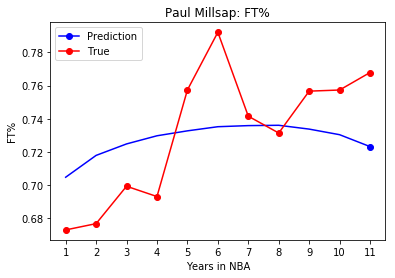 Paul Millsap: FT%
Prediction
True
FT%
0.78
0.76
0.74
0.72
0.70
0.68
1 2 3 4 5 6 7 8 9 10 11
Years in NBA